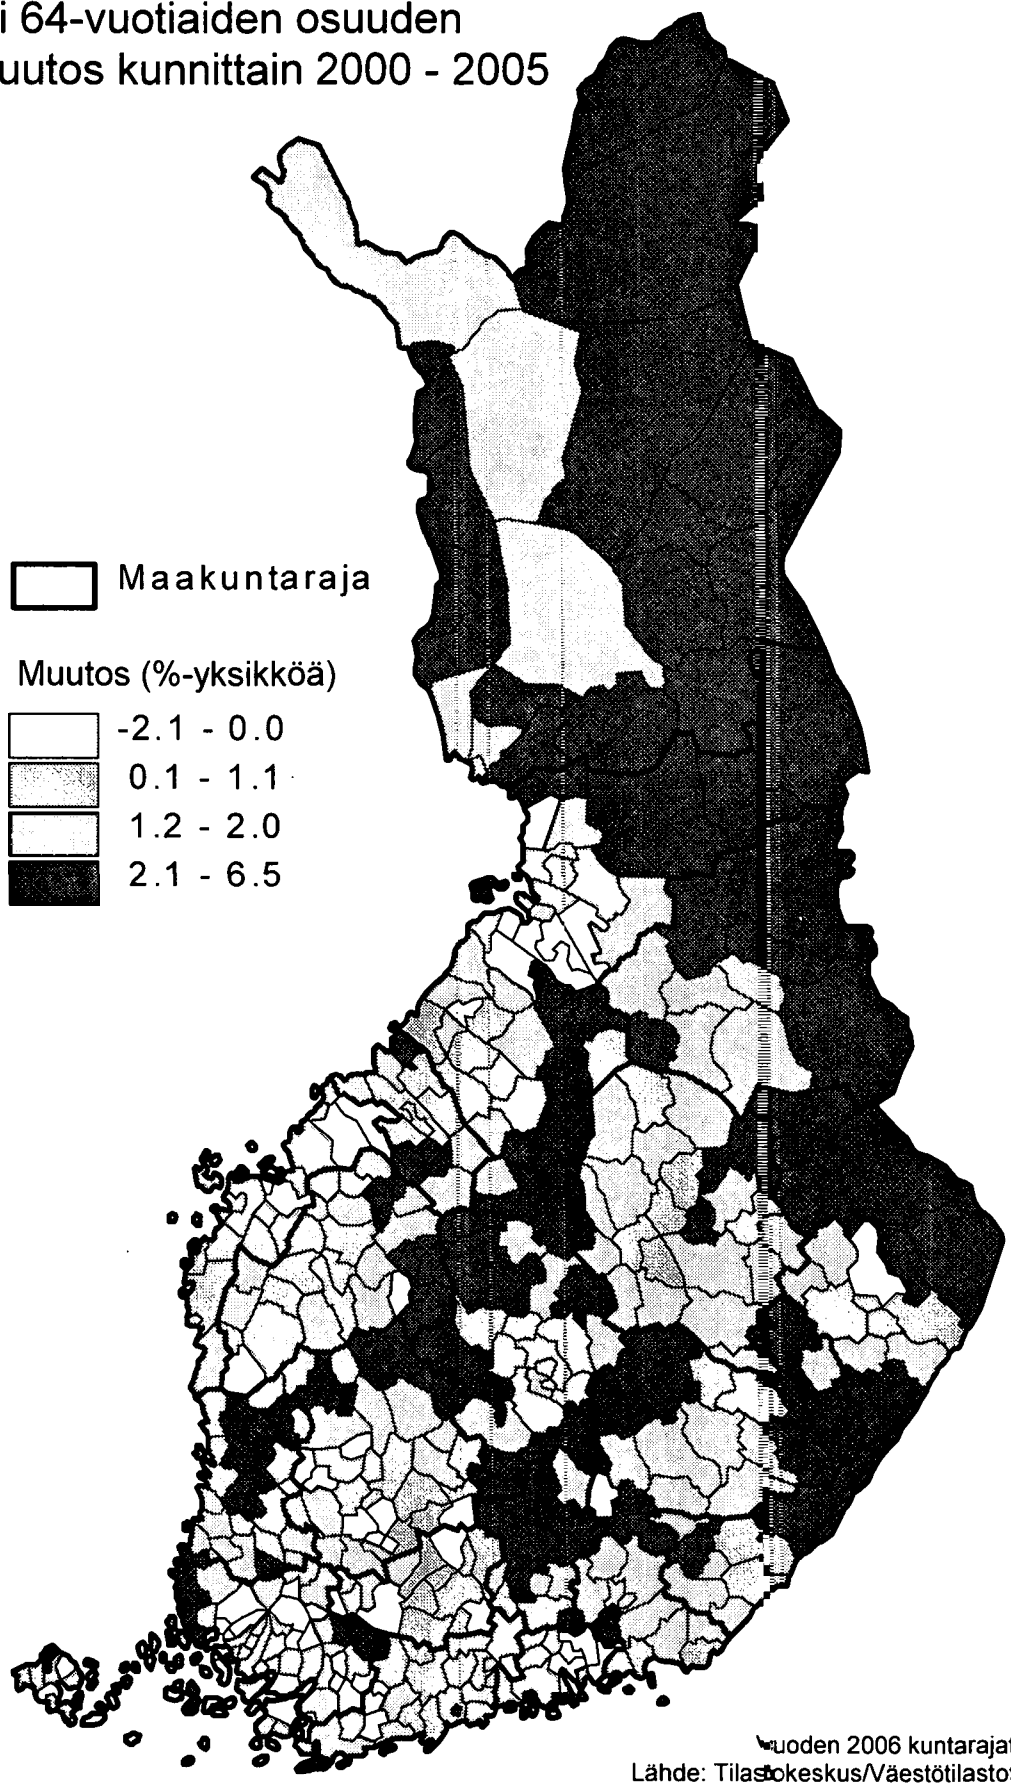 i 64-vuotiaiden osuuden
uutos kunnittain 2000 - 2005
Maakuntaraja
Muutos (%-yksikköä)
-2.1 - 0.0
0.1 - 1.1
1.2 - 2.0
2.1 - 6.5
vuoden 2006 kuntarajat
Lähde: Tilastokeskus/Väestötilasto